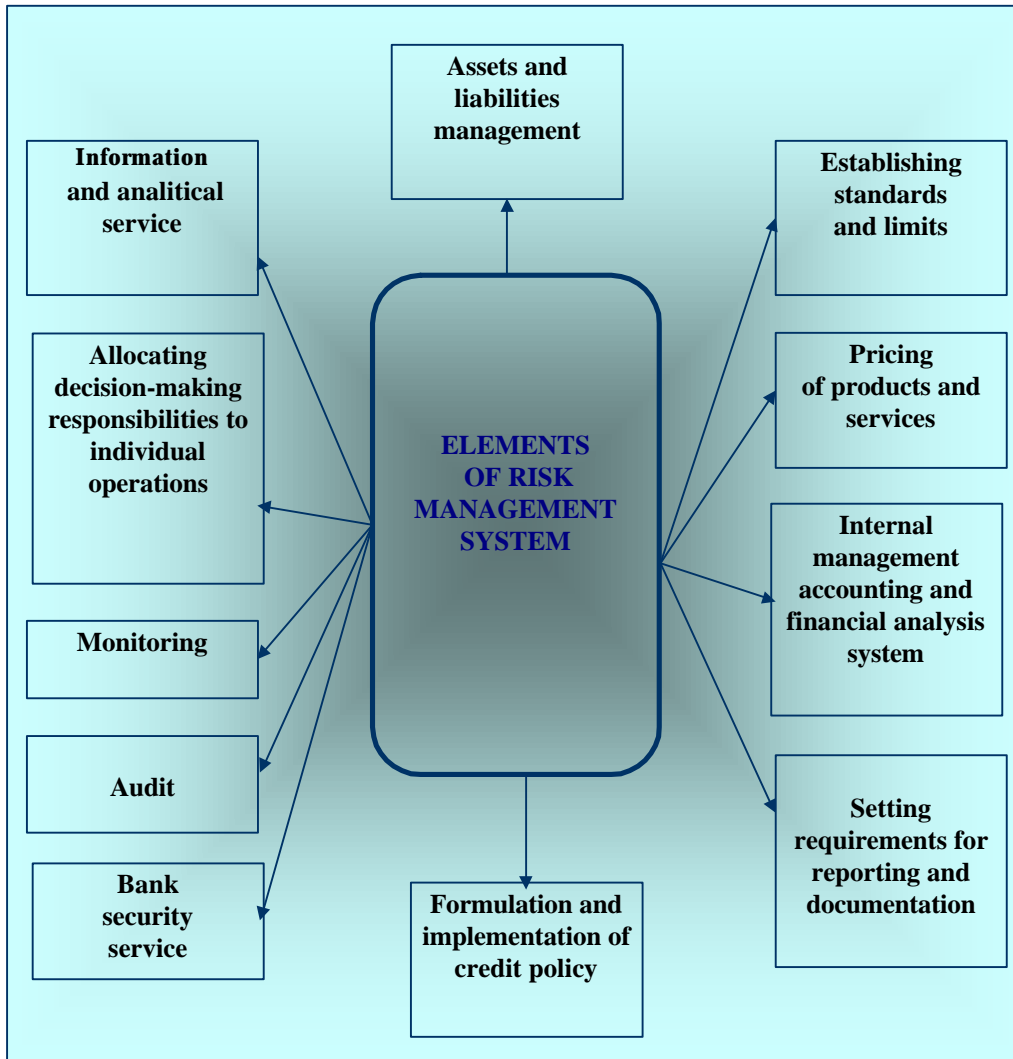 Assets and
liabilities
management
Information
and analitical
service
Establishing
standards
and limits
Allocating
decision-making
responsibilities to
individual
operations
Pricing
of products and
services
ELEMENTS
OF RISK
MANAGEMENT
SYSTEM
Internal
management
accounting and
financial analysis
system
Monitoring
Audit
Setting
requirements for
reporting and
documentation
Bank
security
service
Formulation and
implementation of
credit policy